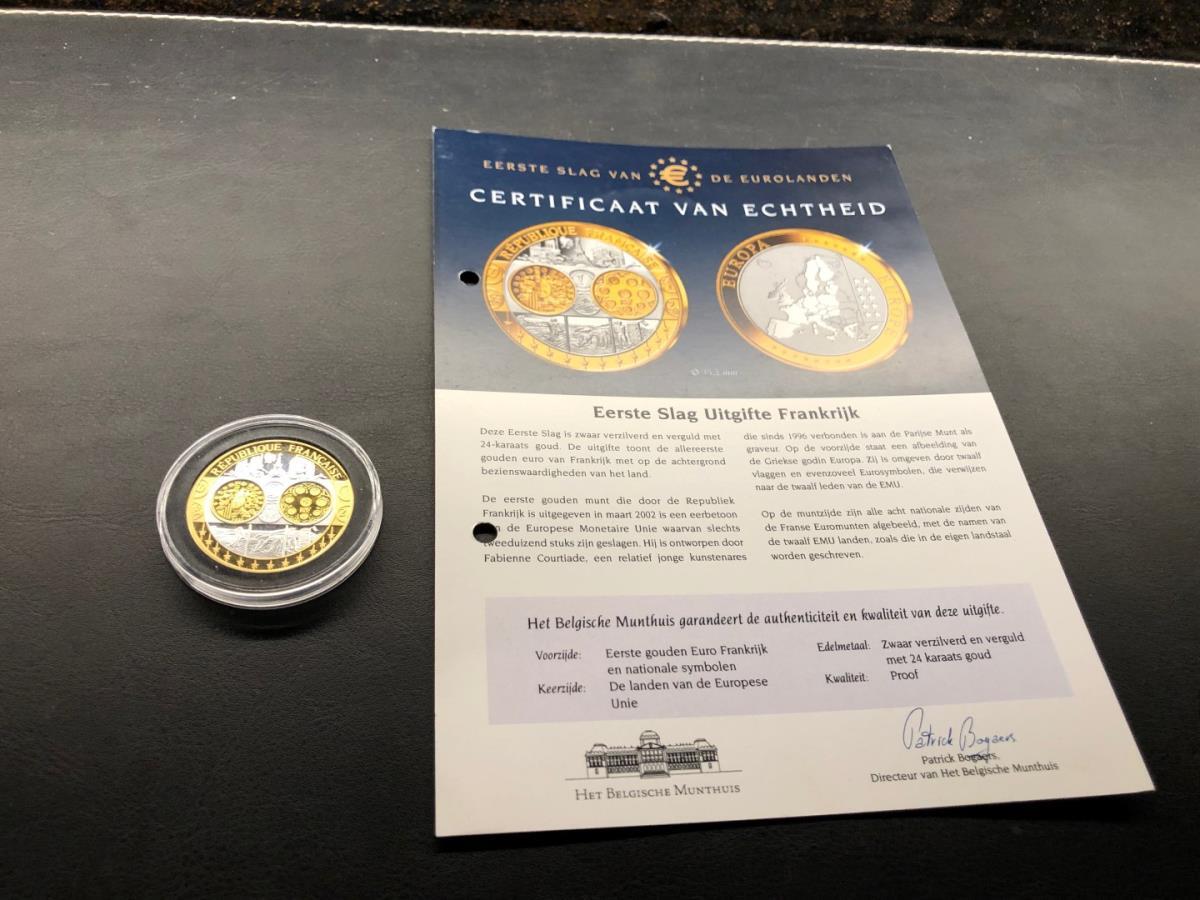 EERSTE SLAG VAN € DE EUROLANDEN
CERTIFICAAT VAN ECHTHEID
RÉPUBLIQUE FRANÇAISE
EUROPA
Eerste Slag Uitgifte Frankrijk
Deze Eerste Slag is zwaar verzilverd en verguld met
24-karaats goud. De uitgifte toont de allereerste
gouden euro van Frankrijk met op de achtergrond
bezienswaardigheden van het land.
De eerste gouden munt die door de Republiek
Frankrijk is uitgegeven in maart 2002 is een eerbetoon
de Europese Monetaire Unie waarvan slechts
tweeduizend stuks zijn geslagen. Hij is ontworpen door
Fabienne Courtiade, een relatief jonge kunstenares
die sinds 1996 verbonden is aan de Parijse Munt als
graveur. Op de voorzijde staat een afbeelding van
de Griekse godin Europa. Zij is omgeven door twaalf
vlaggen en evenzoveel Eurosymbolen, die verwijzen
naar de twaalf leden van de EMU.
Op de muntzijde zijn alle acht nationale zijden van
de Franse Euromunten afgebeeld, met de namen van
de twaalf EMU landen, zoals die in de eigen landstaal
worden geschreven.
Het Belgische Munthuis garandeert de authenticiteit en kwaliteit van deze uitgifte.
Voorzijde: Eerste gouden Euro Frankrijk
en nationale symbolen
Keerzijde: De landen van de Europese
Unie
Edelmetaal: Zwaar verzilverd en verguld
met 24 karaats goud
Kwaliteit: Proof
HET BELGISCHE MUNTHUIS
Patrick Bogaers
Patrick Bogaers,
Directeur van Het Belgische Munthuis
RÉPUBLIQUE FRANÇAISE